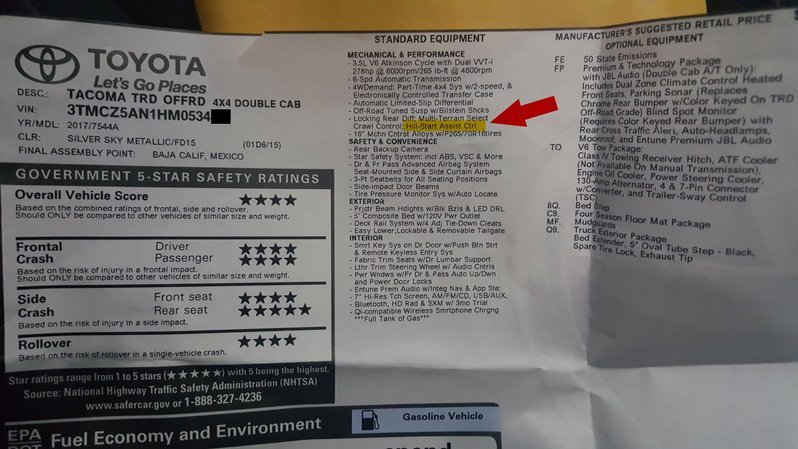 TOYOTA
Let's Go Places
DESC.: TACOMA TRD OFFRD 4X4 DOUBLE CAB
VIN: 3TMCZ5AN1HM0534
YR/MDL: 2017/7544A
CLR: SILVER SKY METALLIC/FD15 (01D6/15)
FINAL ASSEMBLY POINT: BAJA CALIF, MEXICO
GOVERNMENT 5-STAR SAFETY RATINGS
Overall Vehicle Score ★★★★
Based on the combined ratings of frontal, side and rollover.
Should ONLY be compared to other vehicles of similar size and weight.
Frontal Driver ★★★★
Crash Passenger ★★★★
Based on the risk of injury in a frontal impact.
Should ONLY be compared to other vehicles of similar size and weight.
Side Front seat ★★★★
Crash Rear seat ★★★★★
Based on the risk of injury in a side impact.
Rollover ★★★★
Based on the risk of rollover in a single-vehicle crash.
Star ratings range from 1 to 5 stars (★★★★★) with 5 being the highest.
Source: National Highway Traffic Safety Administration (NHTSA)
www.safercar.gov or 1-888-327-4236
EPA
DOT Fuel Economy and Environment
Gasoline Vehicle
STANDARD EQUIPMENT
MECHANICAL & PERFORMANCE
- 3.5L V6 Atkinson Cycle with Dual VVT-i
278hp @ 6000rpm/265 lb-ft @ 4600rpm
- 6-Spd Automatic Transmission
- 4WDemand: Part-Time 4x4 Sys w/2-speed, &
Electronically Controlled Transfer Case
- Automatic Limited-Slip Differential
- Off-Road Tuned Susp w/Bilstein Shcks
- Locking Rear Diff; Multi-Terrain Select
Crawl Control; Hill-Start Assist Ctrl
- 16" Mchn Cntrst Alloys w/P265/70R16tires
SAFETY & CONVENIENCE
- Rear Backup Camera
- Star Safety System: incl ABS, VSC & More
- Dr & Fr Pass Advanced Airbag System
Seat-Mounted Side & Side Curtain Airbags
- 3-Pt Seatbelts for All Seating Positions
- Side-impact Door Beams
- Tire Pressure Monitor Sys w/Auto Locate
EXTERIOR
- Prjctr Beam Hdlghts w/Blk Bzls & LED DRL
- 5" Composite Bed w/120V Pwr Outlet
- Deck Rail System w/4 Adj Tie-Down Cleats
- Easy Lower,Lockable & Removable Tailgate
INTERIOR
- Smrt Key Sys on Dr Door w/Push Btn Strt
& Remote Keyless Entry Sys
- Fabric Trim Seats w/Dr Lumbar Support
- Lthr Trim Steering Wheel w/Audio Cntrls
- Pwr Windws w/Fr Dr & Pass Auto Up/Dwn
and Power Door Locks
- Entune Prem Audio w/Integ Nav & App Ste:
- 7" Hi-Res Tch Screen, AM/FM/CD, USB/AUX,
- Bluetooth, HD Rad & SXM w/3mo Trial
- Qi-compatible Wireless Smrtphone Chrgng
***Full Tank of Gas***
MANUFACTURER'S SUGGESTED RETAIL PRICE
OPTIONAL EQUIPMENT
FE 50 State Emissions
FP Premium & Technology Package
with JBL Audio (Double Cab A/T Only):
Includes Dual Zone Climate Control Heated
Front Seats, Parking Sonar (Replaces
Chrome Rear Bumper w/ Color Keyed on TRD
Off-Road Grade) Blind Spot Monitor
(Requires Color Keyed Rear Bumper) with
Rear Cross Traffic Alert, Auto-Headlamps,
Moonroof, and Entune Premium JBL Audio
TO V6 Tow Package:
Class IV Towing Receiver Hitch, ATF Cooler
(Not Available On Manual Transmission),
Engine Oil Cooler, Power Steering Cooler,
130-Amp Alternator, 4 & 7-Pin Connector
w/Converter, and Trailer-Sway Control
(TSC)
8Q. Bed Step
C9. Four Season Floor Mat Package
MF. Mudguards
Q9. Truck Exterior Package
Bed Extender, 5" Oval Tube Step - Black,
Spare Tire Lock, Exhaust Tip